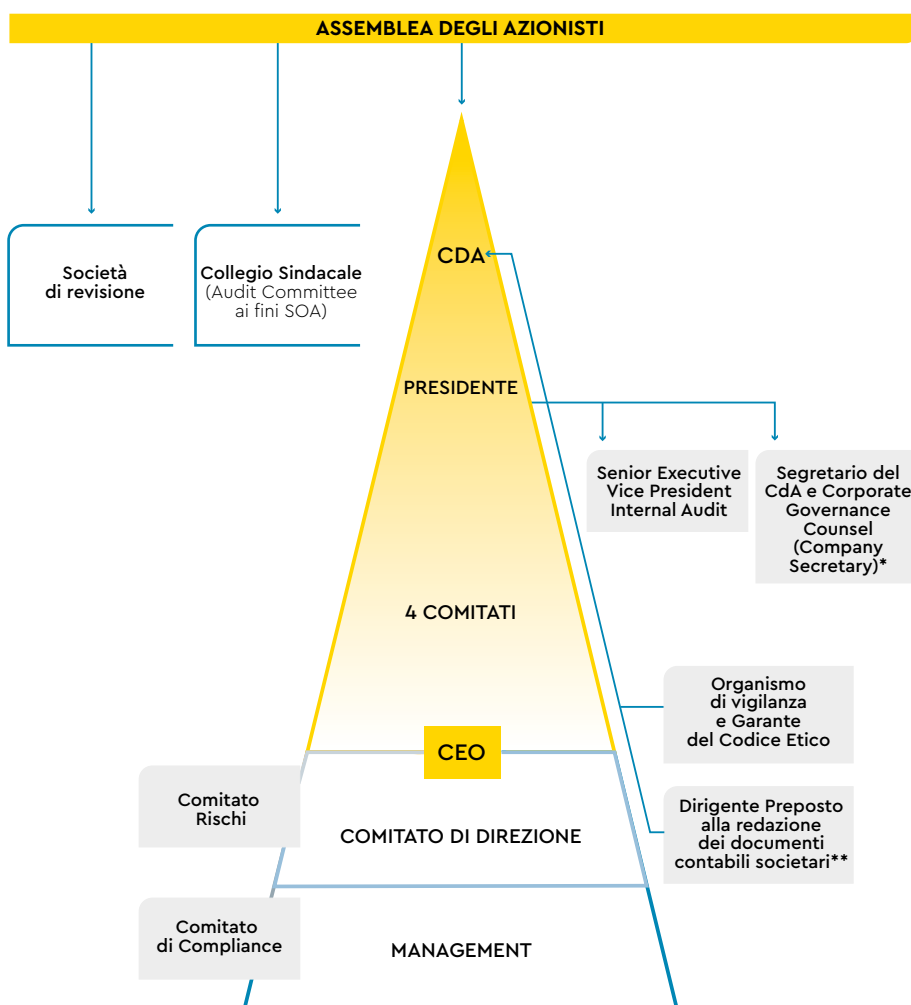 ASSEMBLEA DEGLI AZIONISTI
Società
di revisione
Collegio Sindacale
(Audit Committee
ai fini SOA)
CDA
PRESIDENTE
Senior Executive
Vice President
Internal Audit
Segretario del
CdA e Corporate
Governance
Counsel
(Company
Secretary)*
4 COMITATI
Organismo
di vigilanza
e Garante
del Codice Etico
CEO
Comitato
Rischi
COMITATO DI DIREZIONE
Dirigente Preposto
alla redazione
dei documenti
contabili societari**
Comitato
di Compliance
MANAGEMENT